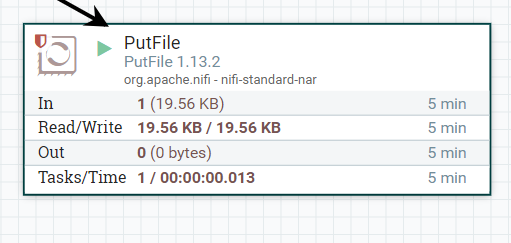 PutFile
PutFile 1.13.2
org.apache.nifi - nifi-standard-nar
In 1 (19.56 KB) 5 min
Read/Write 19.56 KB / 19.56 KB 5 min
Out 0 (0 bytes) 5 min
Tasks/Time 1 / 00:00:00.013 5 min